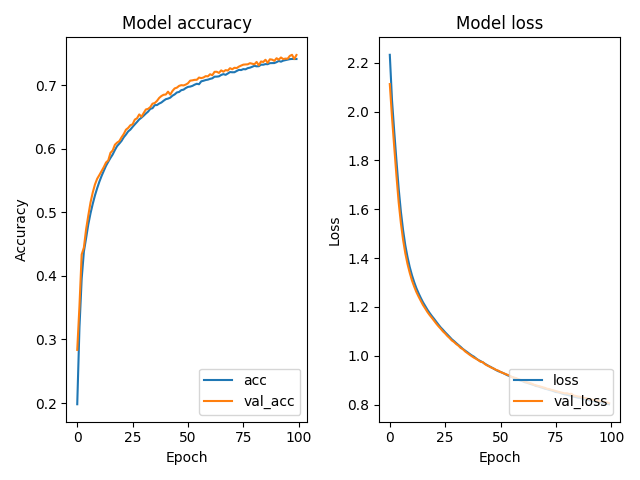 Model accuracy
Accuracy
0.7
0.6
0.5
0.4
0.3
0.2
0 25 50 75 100
Epoch
acc
val_acc
Model loss
Loss
2.2
2.0
1.8
1.6
1.4
1.2
1.0
0.8
0 25 50 75 100
Epoch
loss
val_loss